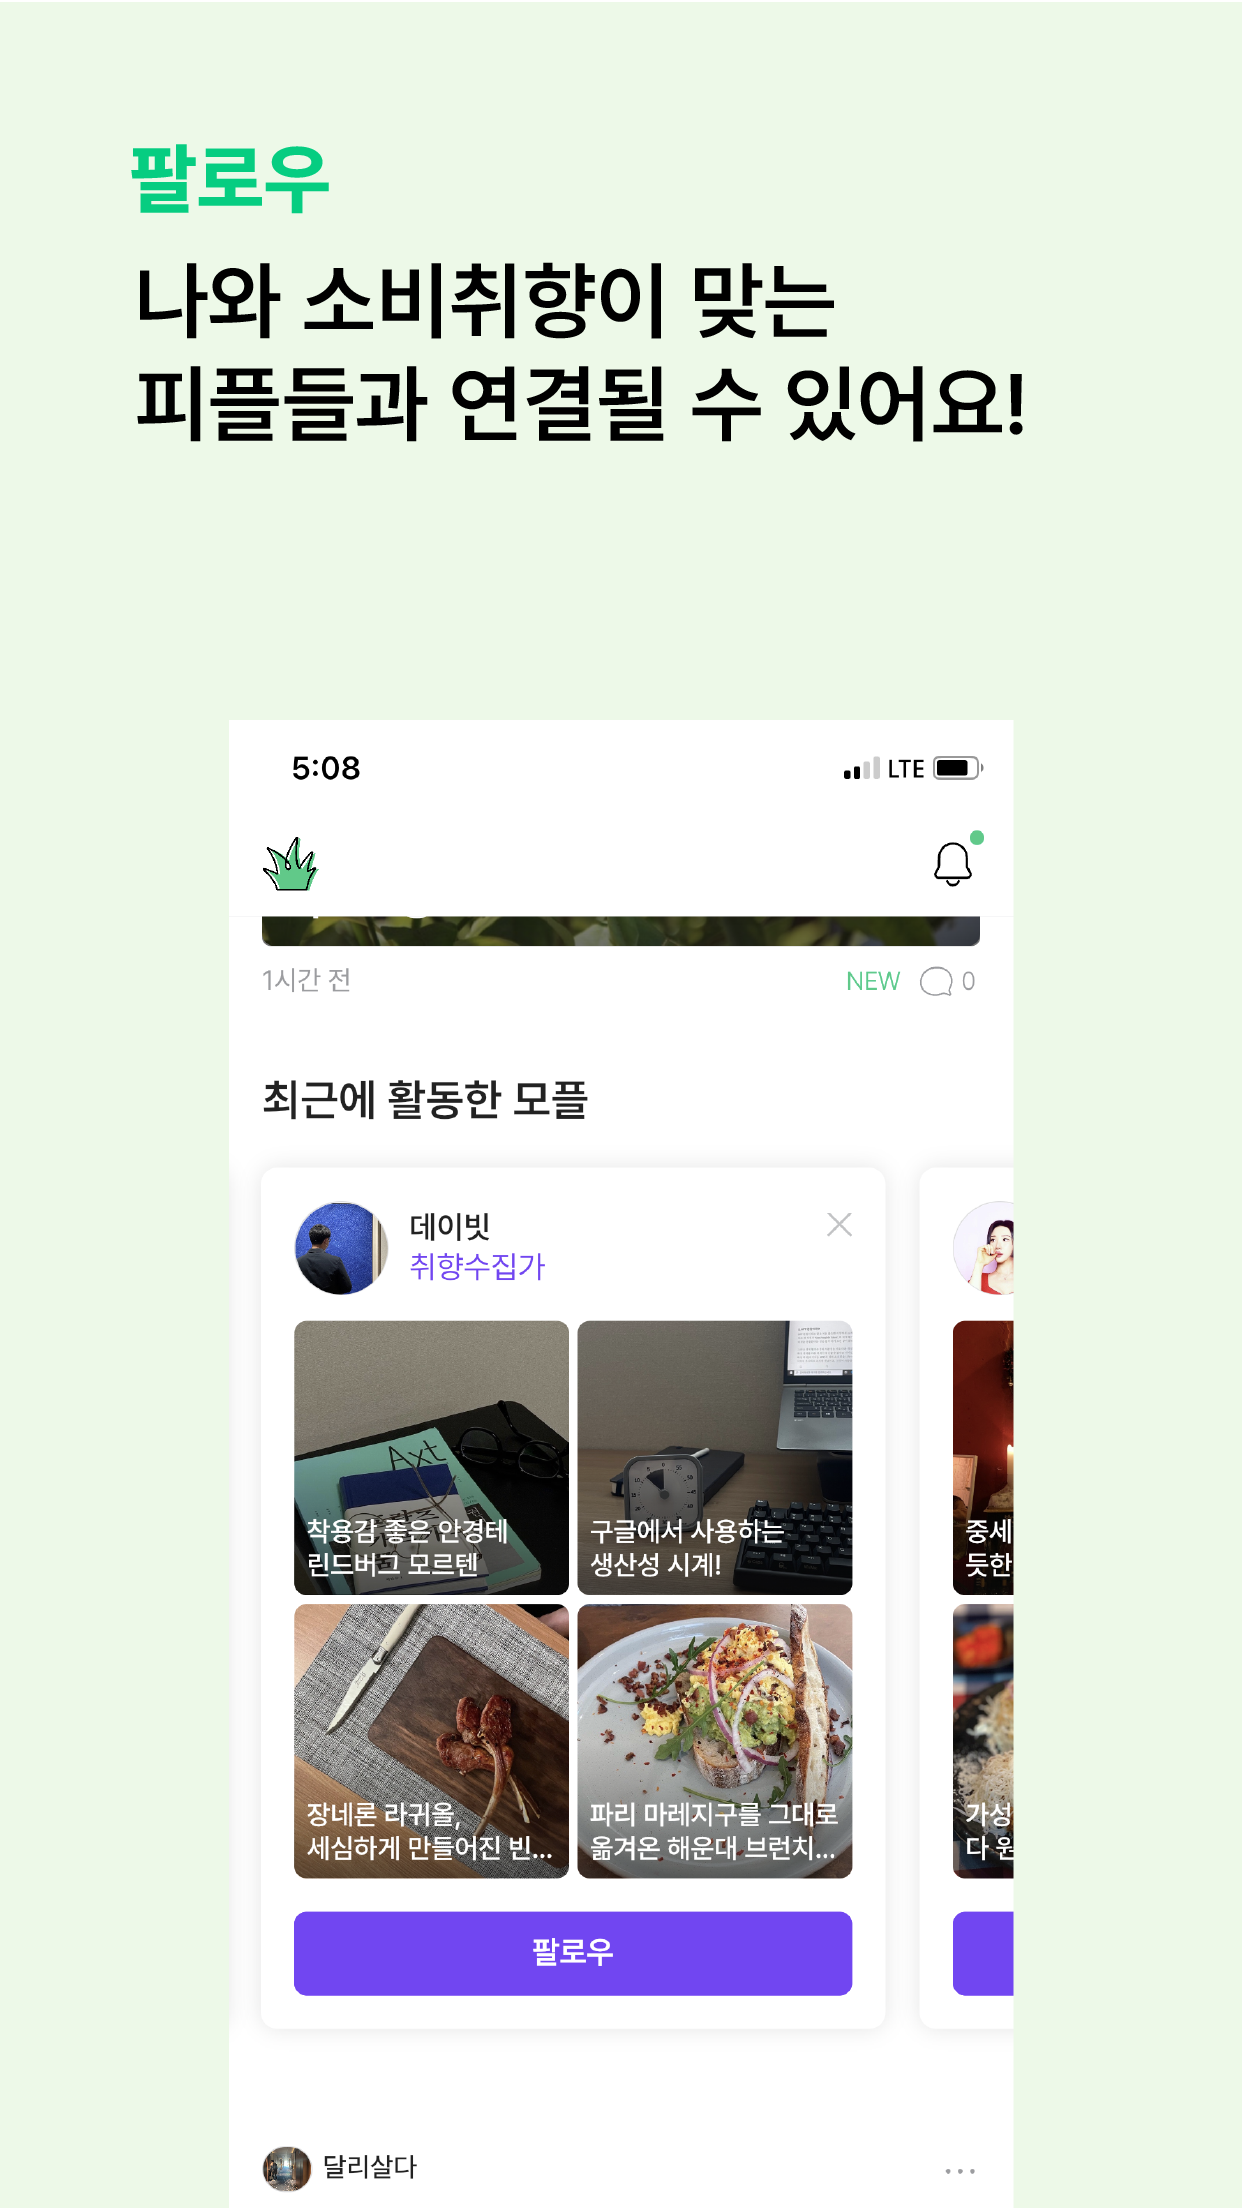 팔로우
나와 소비취향이 맞는
피플들과 연결될 수 있어요!
5:08
LTE
1시간 전
NEW
0
최근에 활동한 모플
데이빗
취향수집가
Axt
착용감 좋은 안경테
린드버그 모르텐
구글에서 사용하는
생산성 시계!
중세
듯한
장네론 라귀올,
세심하게 만들어진 빈...
파리 마레지구를 그대로
옮겨온 해운대 브런치...
가성
다 원
팔로우
달리살다